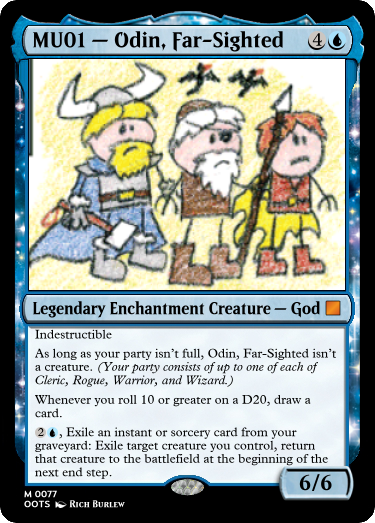 MU01 — Odin, Far-Sighted 4
Legendary Enchantment Creature — God
Indestructible
As long as your party isn't full, Odin, Far-Sighted isn't
a creature. (Your party consists of up to one of each of
Cleric, Rogue, Warrior, and Wizard.)
Whenever you roll 10 or greater on a D20, draw a
card.
2, Exile an instant or sorcery card from your
graveyard: Exile target creature you control, return
that creature to the battlefield at the beginning of the
next end step.
6/6
M 0077
OOTS Rich Burlew